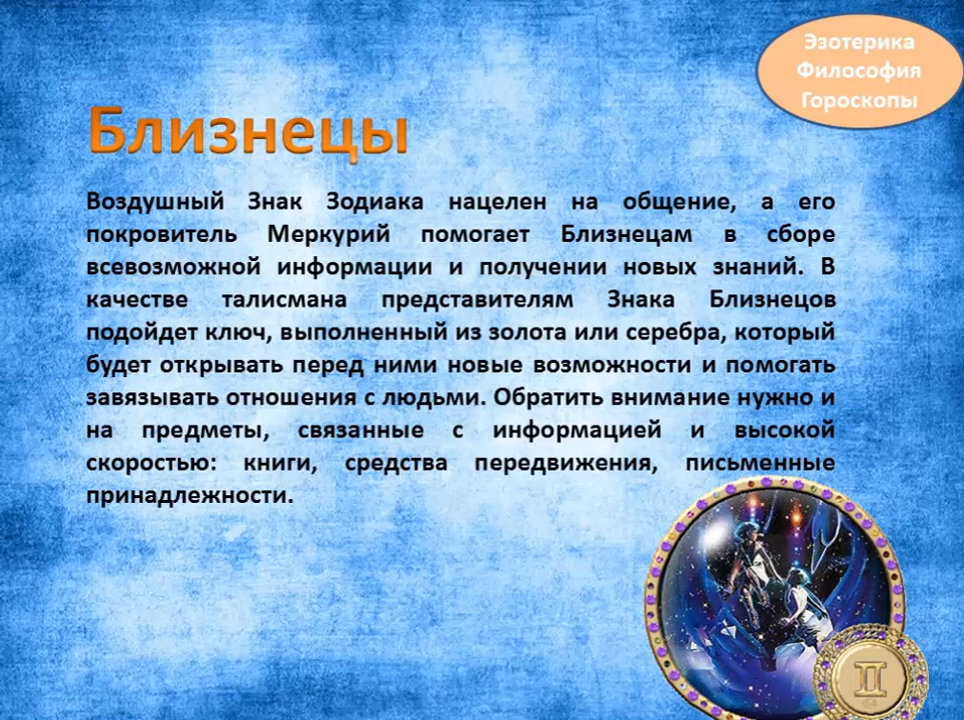 Эзотерика
Философия
Гороскопы
Близнецы
Воздушный Знак Зодиака нацелен на общение, а его
покровитель Меркурий помогает Близнецам в сборе
всевозможной информации и получении новых знаний. В
качестве талисмана представителям Знака Близнецов
подойдет ключ, выполненный из золота или серебра, который
будет открывать перед ними новые возможности и помогать
завязывать отношения с людьми. Обратить внимание нужно и
на предметы, связанные с информацией и высокой
скоростью: книги, средства передвижения, письменные
принадлежности.